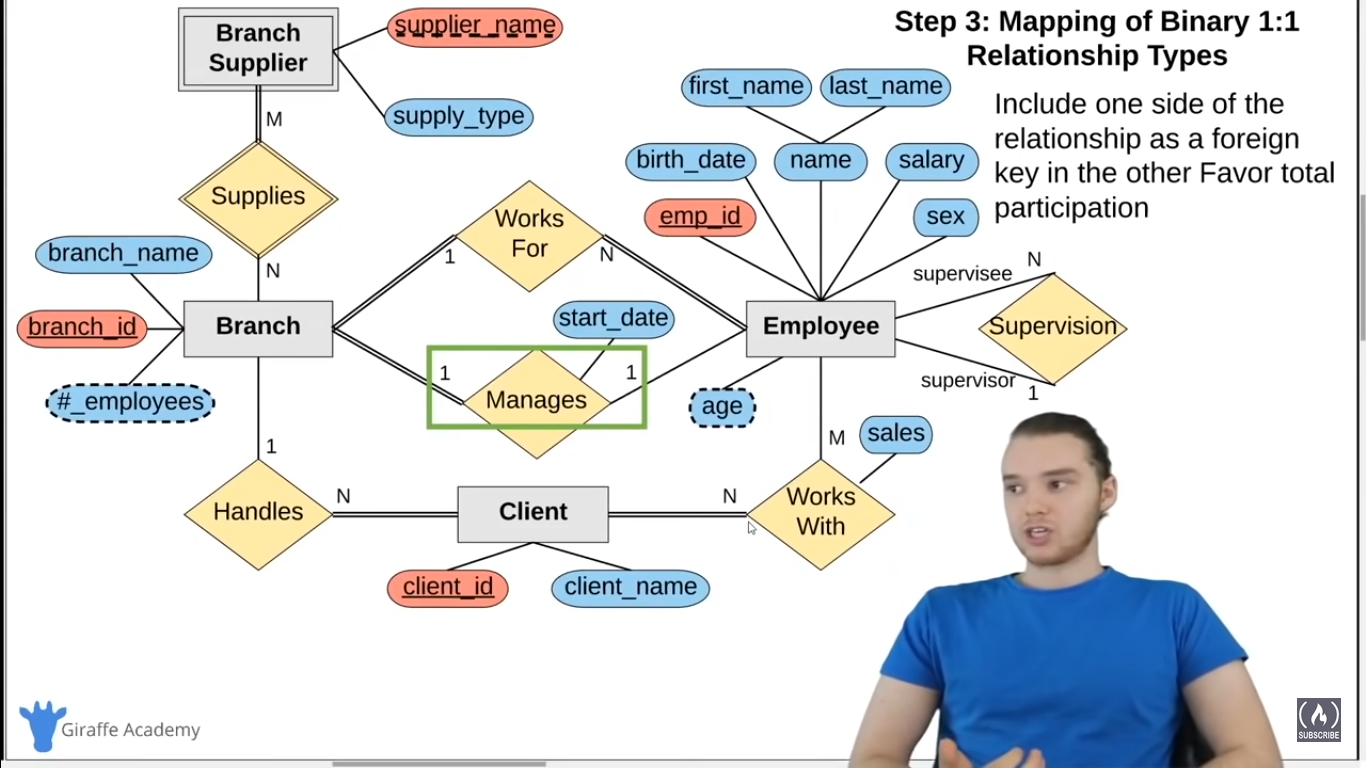 Step 3: Mapping of Binary 1:1
Relationship Types
Include one side of the
relationship as a foreign
key in the other Favor total
participation
Branch
Supplier
supplier_name
supply_type
M
Supplies
N
branch_name
branch_id
#_employees
Branch
Works
For
1
N
start_date
Manages
1
1
first_name
last_name
birth_date
name
salary
emp_id
sex
Employee
age
supervisee
N
Supervision
supervisor
1
M
sales
Works
With
N
1
Handles
N
Client
client_id
client_name
Giraffe Academy
SUBSCRIBE